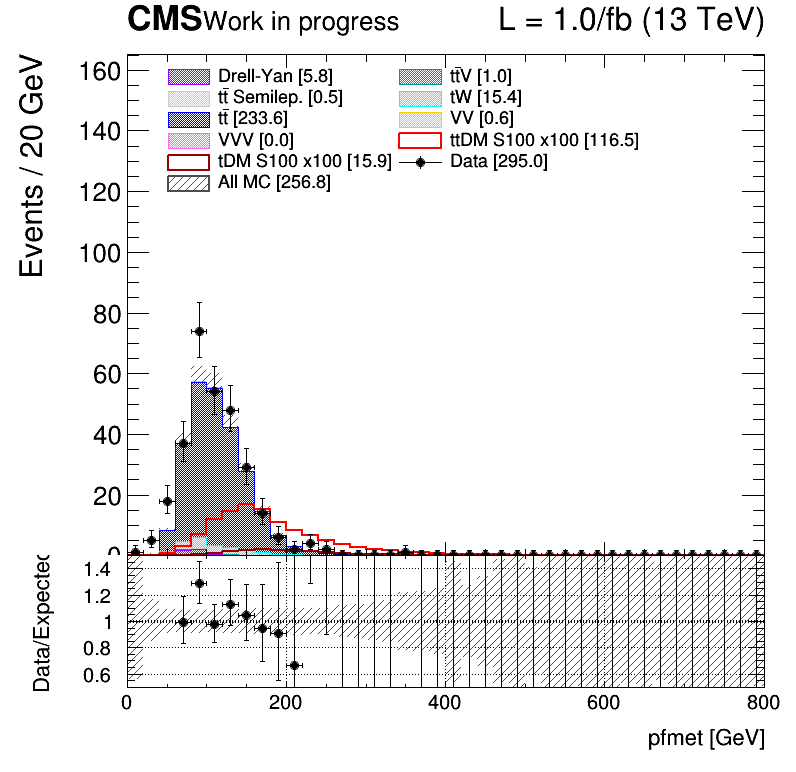 CMS Work in progress L = 1.0/fb (13 TeV)
Events / 20 GeV
160
140
120
100
80
60
40
20
0
Drell-Yan [5.8]
tt̄V [1.0]
tt̄ Semilep. [0.5]
tW [15.4]
tt̄ [233.6]
VV [0.6]
VVV [0.0]
ttDM S100 x100 [116.5]
tDM S100 x100 [15.9]
Data [295.0]
All MC [256.8]
Data/Expected
1.4
1.2
1
0.8
0.6
0 200 400 600 800
pfmet [GeV]